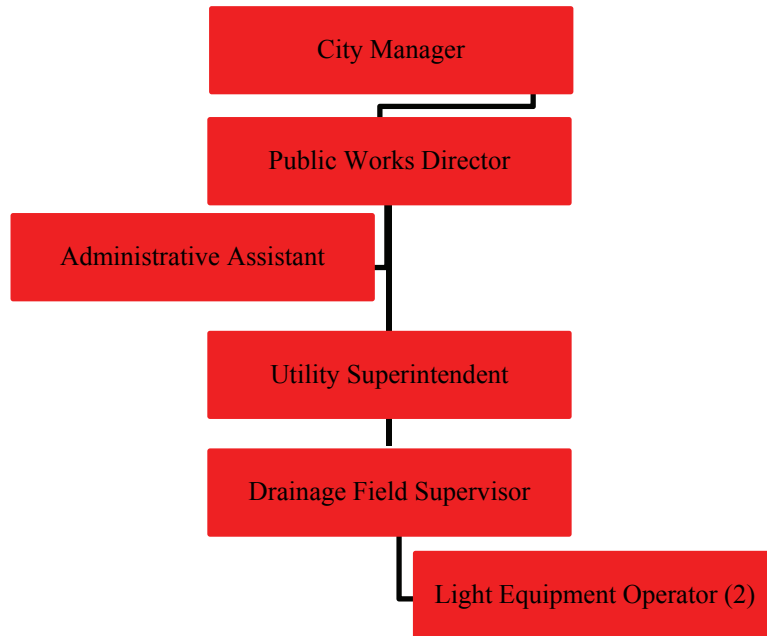 City Manager
Public Works Director
Administrative Assistant
Utility Superintendent
Drainage Field Supervisor
Light Equipment Operator (2)